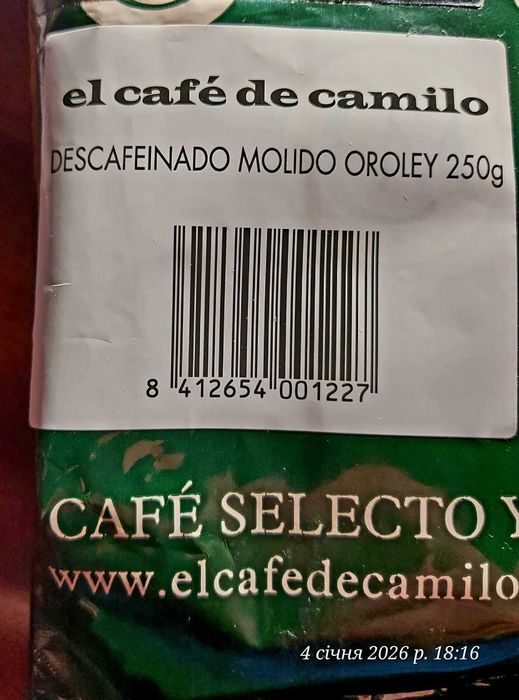 el café de camilo
DESCAFEINADO MOLIDO OROLEY 250g
8 412654 001227
CAFÉ SELECTO Y
www.elcafedecamilo
4 січня 2026 р. 18:16